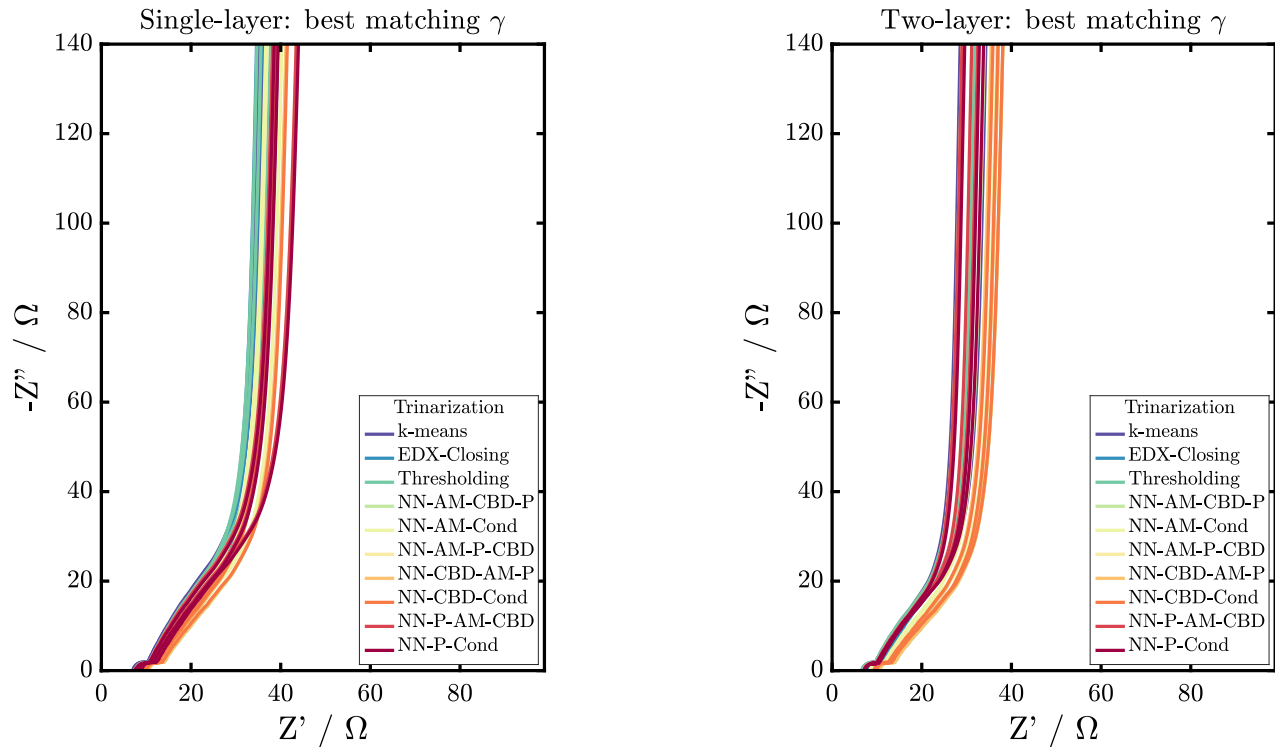 Single-layer: best matching γ
140
120
100
80
60
40
20
0
-Z” / Ω
0 20 40 60 80
Z’ / Ω
Trinarization
k-means
EDX-Closing
Thresholding
NN-AM-CBD-P
NN-AM-Cond
NN-AM-P-CBD
NN-CBD-AM-P
NN-CBD-Cond
NN-P-AM-CBD
NN-P-Cond
Two-layer: best matching γ
140
120
100
80
60
40
20
0
-Z” / Ω
0 20 40 60 80
Z’ / Ω
Trinarization
k-means
EDX-Closing
Thresholding
NN-AM-CBD-P
NN-AM-Cond
NN-AM-P-CBD
NN-CBD-AM-P
NN-CBD-Cond
NN-P-AM-CBD
NN-P-Cond